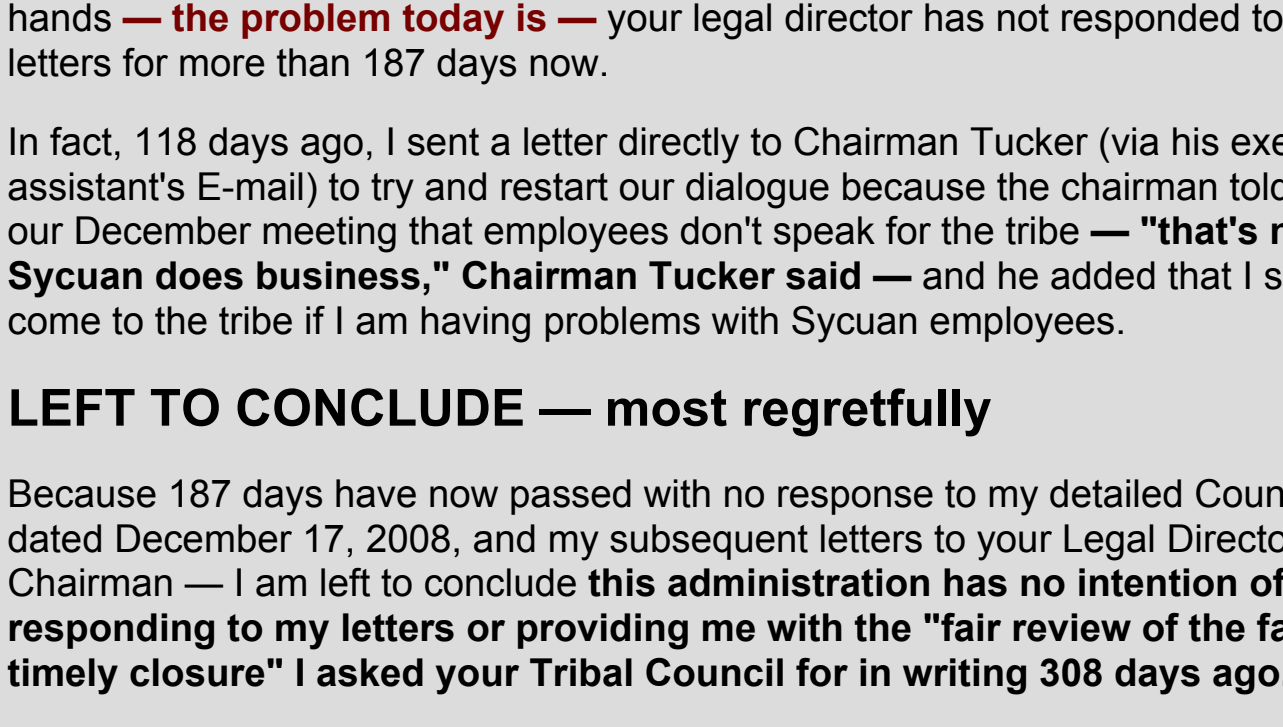 hands — the problem today is — your legal director has not responded to
letters for more than 187 days now.
In fact, 118 days ago, I sent a letter directly to Chairman Tucker (via his exe
assistant's E-mail) to try and restart our dialogue because the chairman told
our December meeting that employees don't speak for the tribe — "that's n
Sycuan does business," Chairman Tucker said — and he added that I s
come to the tribe if I am having problems with Sycuan employees.
LEFT TO CONCLUDE — most regretfully
Because 187 days have now passed with no response to my detailed Coun
dated December 17, 2008, and my subsequent letters to your Legal Directo
Chairman — I am left to conclude this administration has no intention of
responding to my letters or providing me with the "fair review of the fa
timely closure" I asked your Tribal Council for in writing 308 days ago.